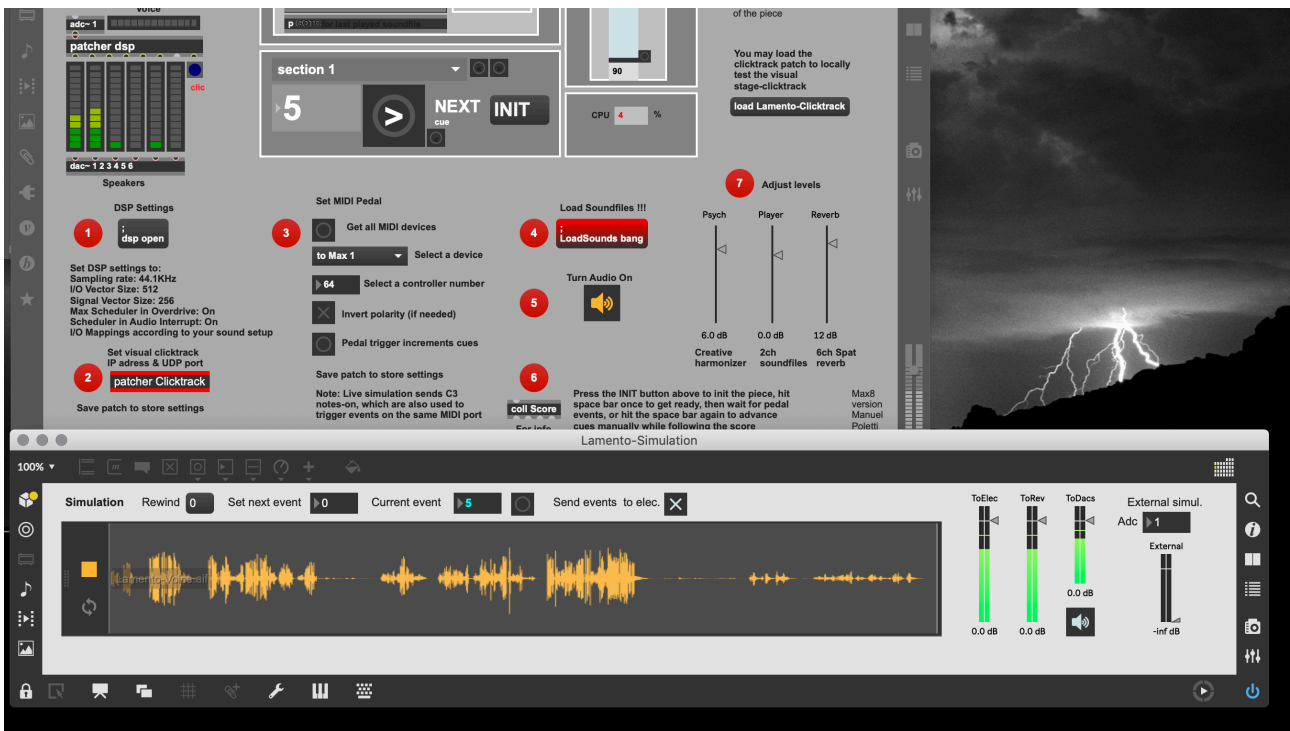 voice
adc~ 1
patcher dsp
clic
dac~ 1 2 3 4 5 6
Speakers
for last played soundfile
section 1
5
>
NEXT
cue
INIT
90
CPU 4 %
of the piece
You may load the
clicktrack patch to locally
test the visual
stage-clicktrack
load Lamento-Clicktrack
DSP Settings
1
;
dsp open
Set DSP settings to:
Sampling rate: 44.1KHz
I/O Vector Size: 512
Signal Vector Size: 256
Max Scheduler in Overdrive: On
Scheduler in Audio Interrupt: On
I/O Mappings according to your sound setup
Set visual clicktrack
IP adress & UDP port
2
patcher Clicktrack
Save patch to store settings
Set MIDI Pedal
3
Get all MIDI devices
to Max 1
Select a device
64
Select a controller number
Invert polarity (if needed)
Pedal trigger increments cues
Save patch to store settings
Note: Live simulation sends C3
notes-on, which are also used to
trigger events on the same MIDI port
Load Soundfiles !!!
4
;
LoadSounds bang
Turn Audio On
5
6
coll Score
For info
Press the INIT button above to init the piece, hit
space bar once to get ready, then wait for pedal
events, or hit the space bar again to advance
cues manually while following the score
7
Adjust levels
Psych Player Reverb
6.0 dB 0.0 dB 12 dB
Creative
harmonizer
2ch
soundfiles
6ch Spat
reverb
Max8
version
Manuel
Poletti
Lamento-Simulation
100%
Simulation
Rewind 0
Set next event 0
Current event 5
Send events to elec.
Lamento-Voice.aif
ToElec ToRev ToDacs
0.0 dB
0.0 dB 0.0 dB
External simul.
Adc 1
External
-inf dB